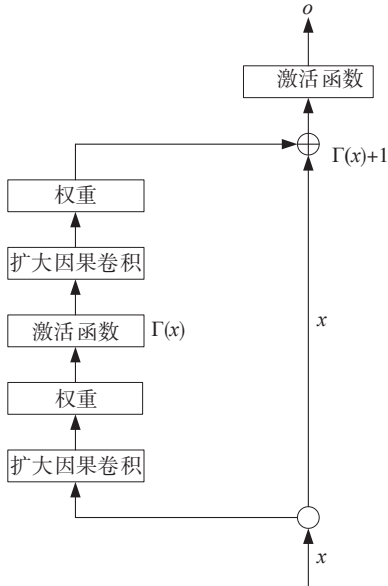 o
激活函数
Γ(x)+1
权重
扩大因果卷积
激活函数
Γ(x)
x
权重
扩大因果卷积
x